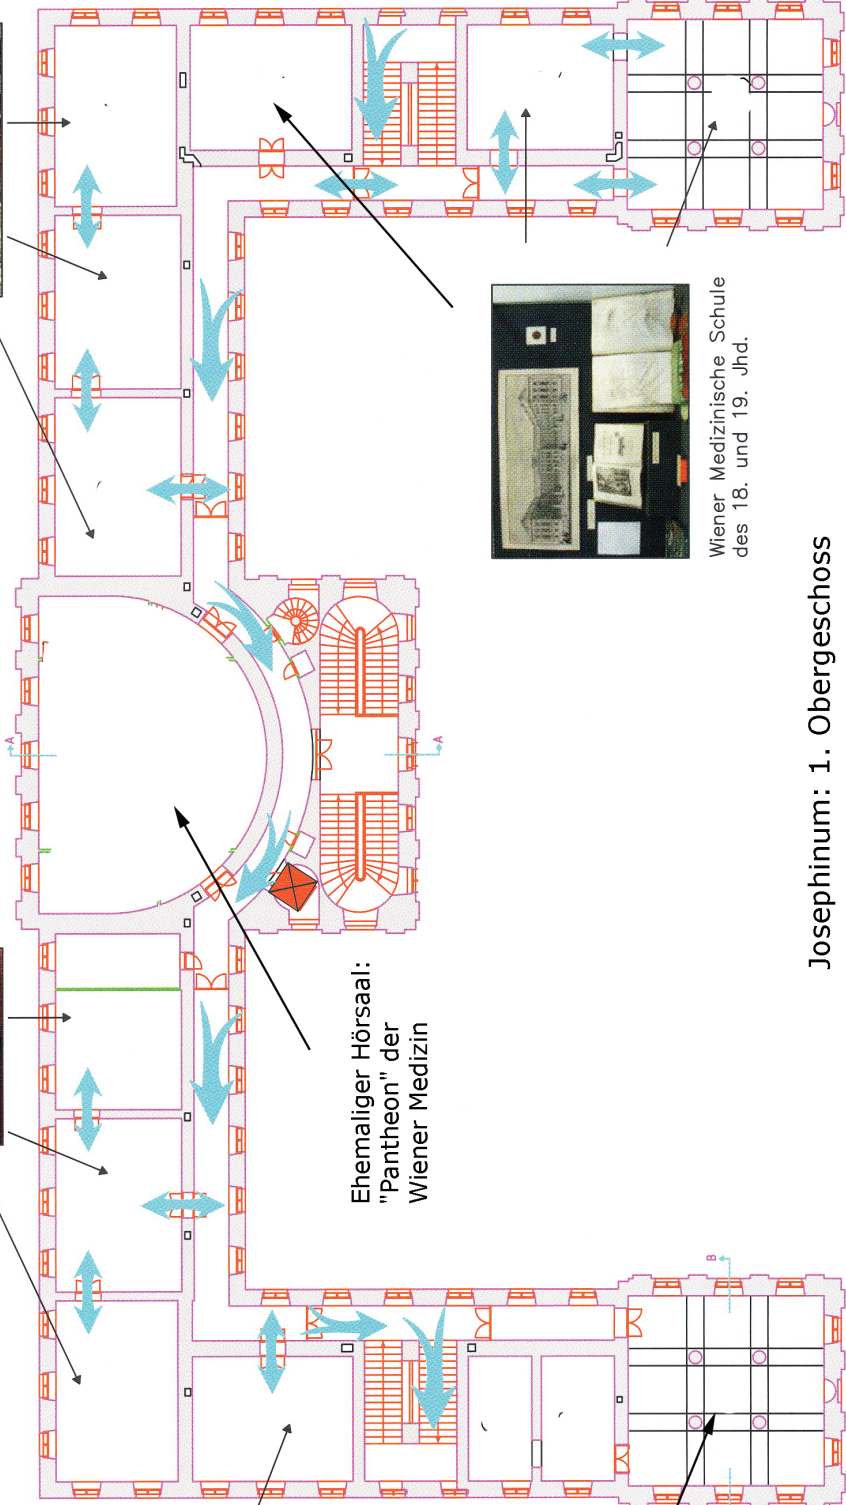 Wiener Medizinische Schule
des 18. und 19. Jhd.
Ehemaliger Hörsaal:
"Pantheon" der
Wiener Medizin
Josephinum: 1. Obergeschoss
A
A
B